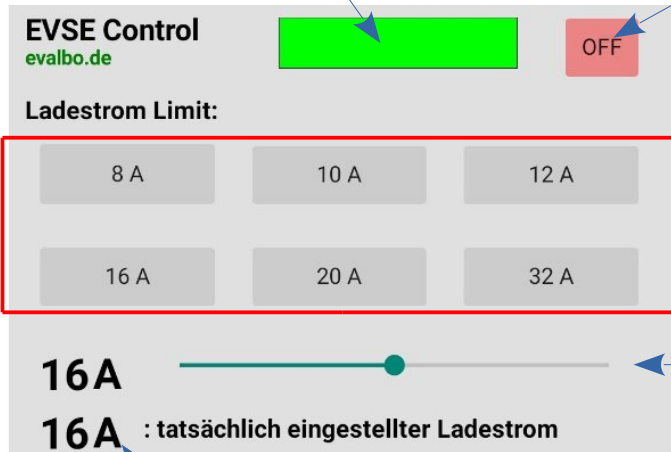 EVSE Control
OFF
evalbo.de
Ladestrom Limit:
8 A 10 A 12 A
16 A 20 A 32 A
16A
16A : tatsächlich eingestellter Ladestrom